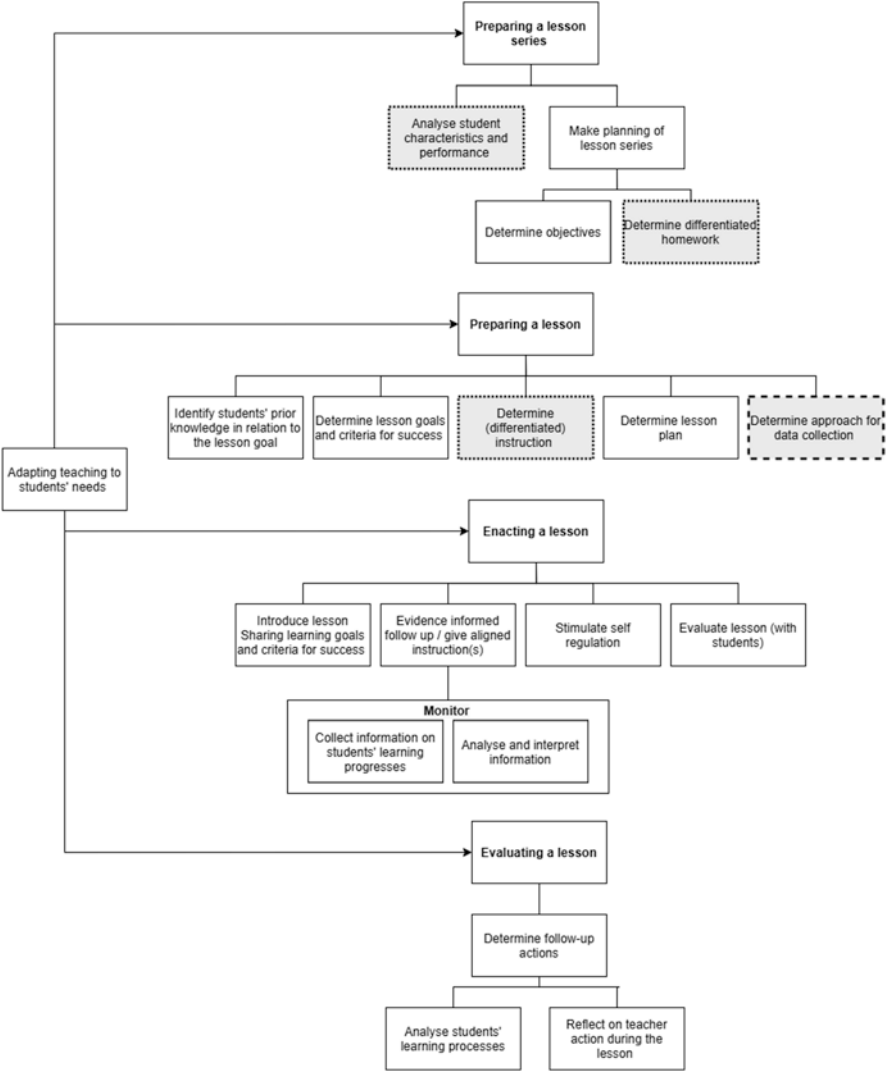 Preparing a lesson
series
Analyse student
characteristics and
performance
Make planning of
lesson series
Determine objectives
Determine differentiated
homework
Preparing a lesson
Identify students' prior
knowledge in relation to
the lesson goal
Determine lesson goals
and criteria for success
Determine
(differentiated)
instruction
Determine lesson
plan
Determine approach for
data collection
Adapting teaching to
students' needs
Enacting a lesson
Introduce lesson
Sharing learning goals
and criteria for success
Evidence informed
follow up / give aligned
instruction(s)
Stimulate self
regulation
Evaluate lesson (with
students)
Monitor
Collect information on
students' learning
progresses
Analyse and interpret
information
Evaluating a lesson
Determine follow-up
actions
Analyse students'
learning processes
Reflect on teacher
action during the
lesson